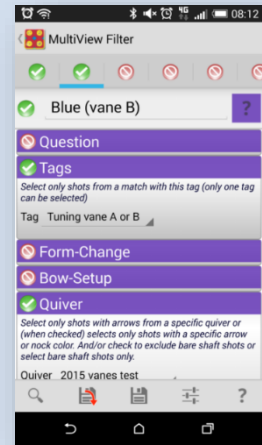 4G 08:12
MultiView Filter
Blue (vane B) ?
Question
Tags
Select only shots from a match with this tag (only one tag
can be selected)
Tag Tuning vane A or B
Form-Change
Bow-Setup
Quiver
Select only shots with arrows from a specific quiver or
(when checked) selects only shots with a specific arrow
or nock color. And/or check to exclude bare shaft shots or
select bare shaft shots only.
Quiver 2015 vanes test
?